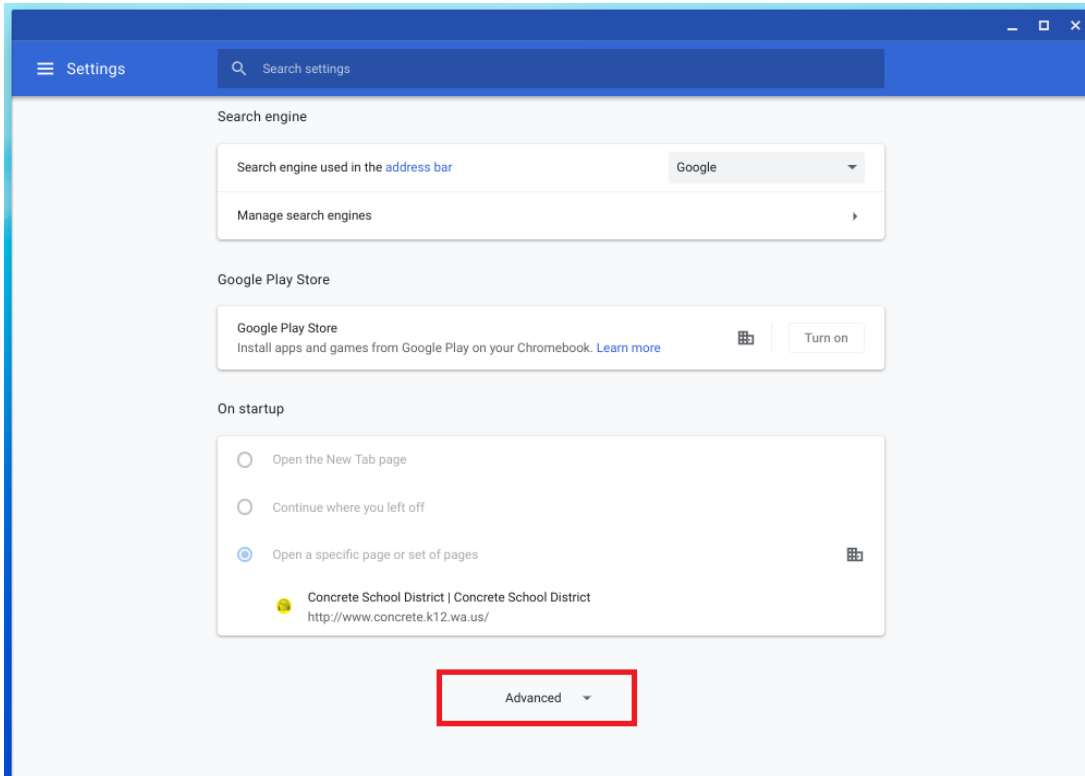 Settings
Search settings
Search engine
Search engine used in the address bar
Google
Manage search engines
Google Play Store
Google Play Store
Install apps and games from Google Play on your Chromebook. Learn more
Turn on
On startup
Open the New Tab page
Continue where you left off
Open a specific page or set of pages
Concrete School District | Concrete School District
http://www.concrete.k12.wa.us/
Advanced